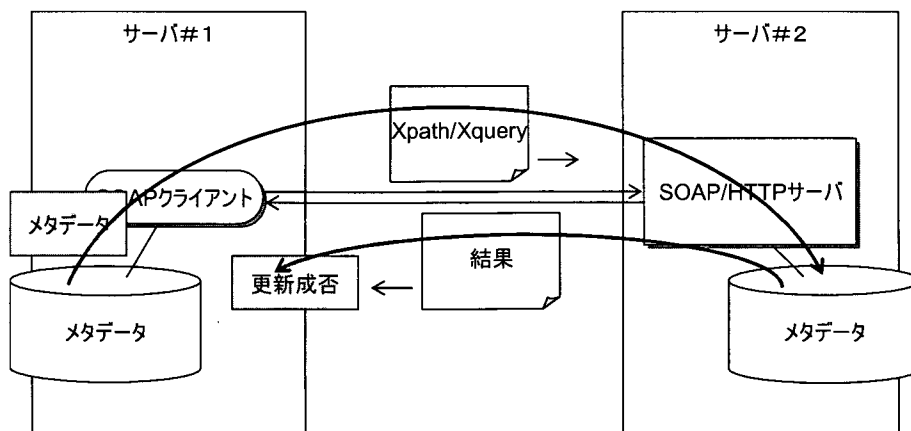 サーバ#1
サーバ#2
Xpath/Xquery
APクライアント
SOAP/HTTPサーバ
メタデータ
結果
更新成否
メタデータ
メタデータ